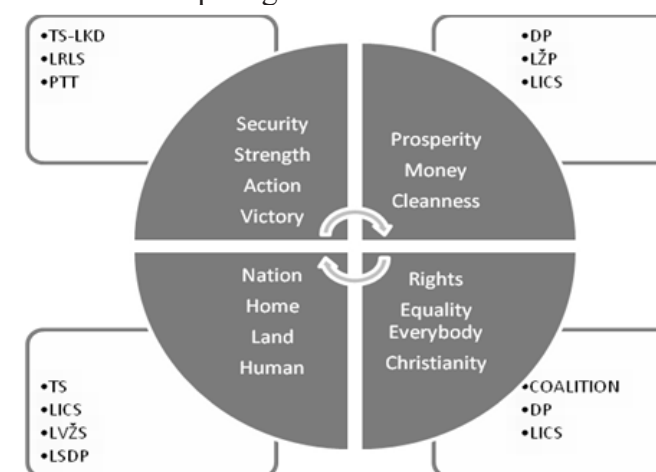 •TS-LKD
•LRLS
•PTT
Security
Strength
Action
Victory
•DP
•LŽP
•LICS
Prosperity
Money
Cleanness
Nation
Home
Land
Human
•TS
•LICS
•LVŽS
•LSDP
Rights
Equality
Everybody
Christianity
•COALITION
•DP
•LICS